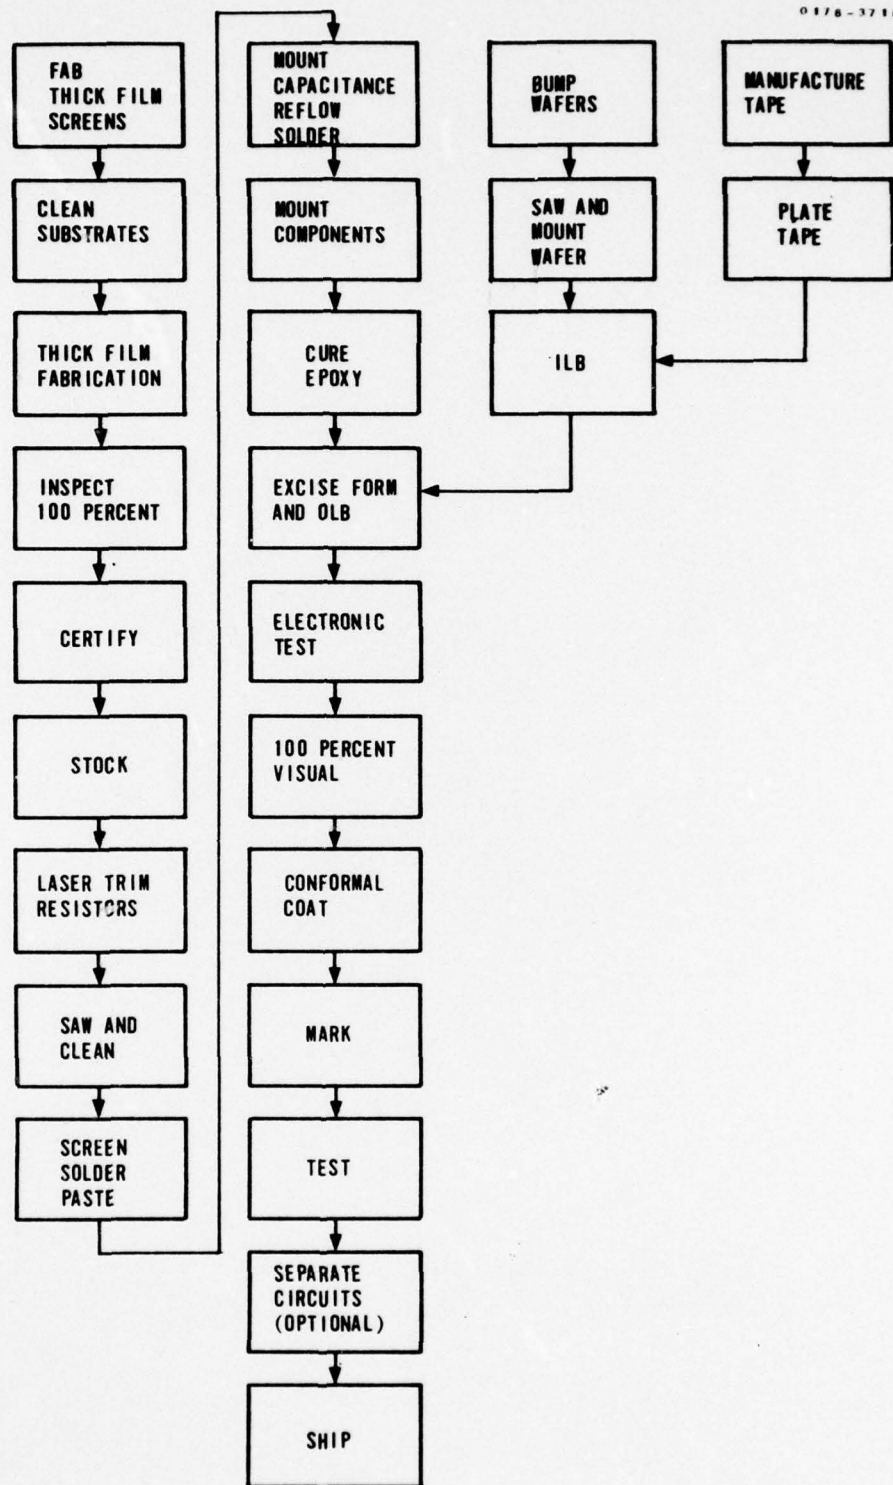 FAB
THICK FILM
SCREENS
CLEAN
SUBSTRATES
THICK FILM
FABRICATION
INSPECT
100 PERCENT
CERTIFY
STOCK
LASER TRIM
RESISTORS
SAW AND
CLEAN
SCREEN
SOLDER
PASTE
MOUNT
CAPACITANCE
REFLOW
SOLDER
MOUNT
COMPONENTS
CURE
EPOXY
EXCISE FORM
AND OLB
ELECTRONIC
TEST
100 PERCENT
VISUAL
CONFORMAL
COAT
MARK
TEST
SEPARATE
CIRCUITS
(OPTIONAL)
SHIP
BUMP
WAFERS
SAW AND
MOUNT
WAFER
ILB
MANUFACTURE
TAPE
PLATE
TAPE